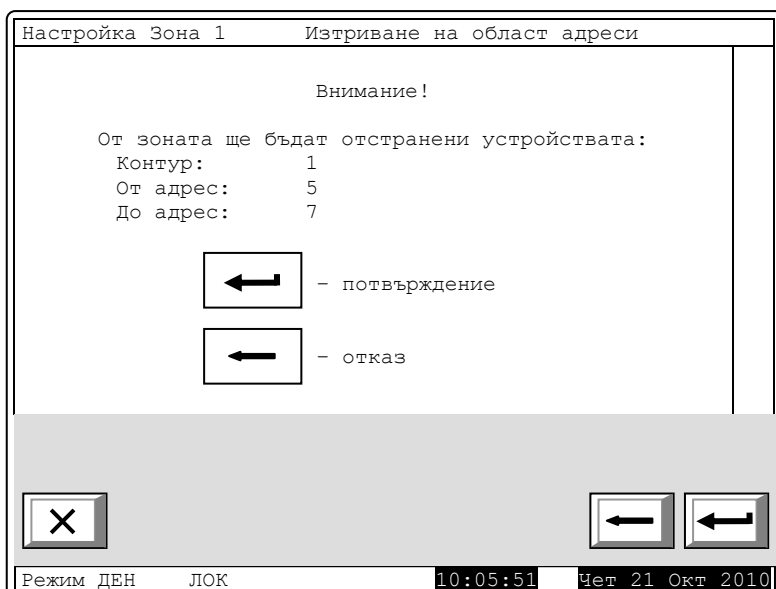 Настройка Зона 1 Изтриване на област адреси
Внимание!
От зоната ще бъдат отстранени устройствата:
Контур: 1
От адрес: 5
До адрес: 7
– потвърждение
– отказ
Режим ДЕН ЛОК 10:05:51 Чет 21 Окт 2010